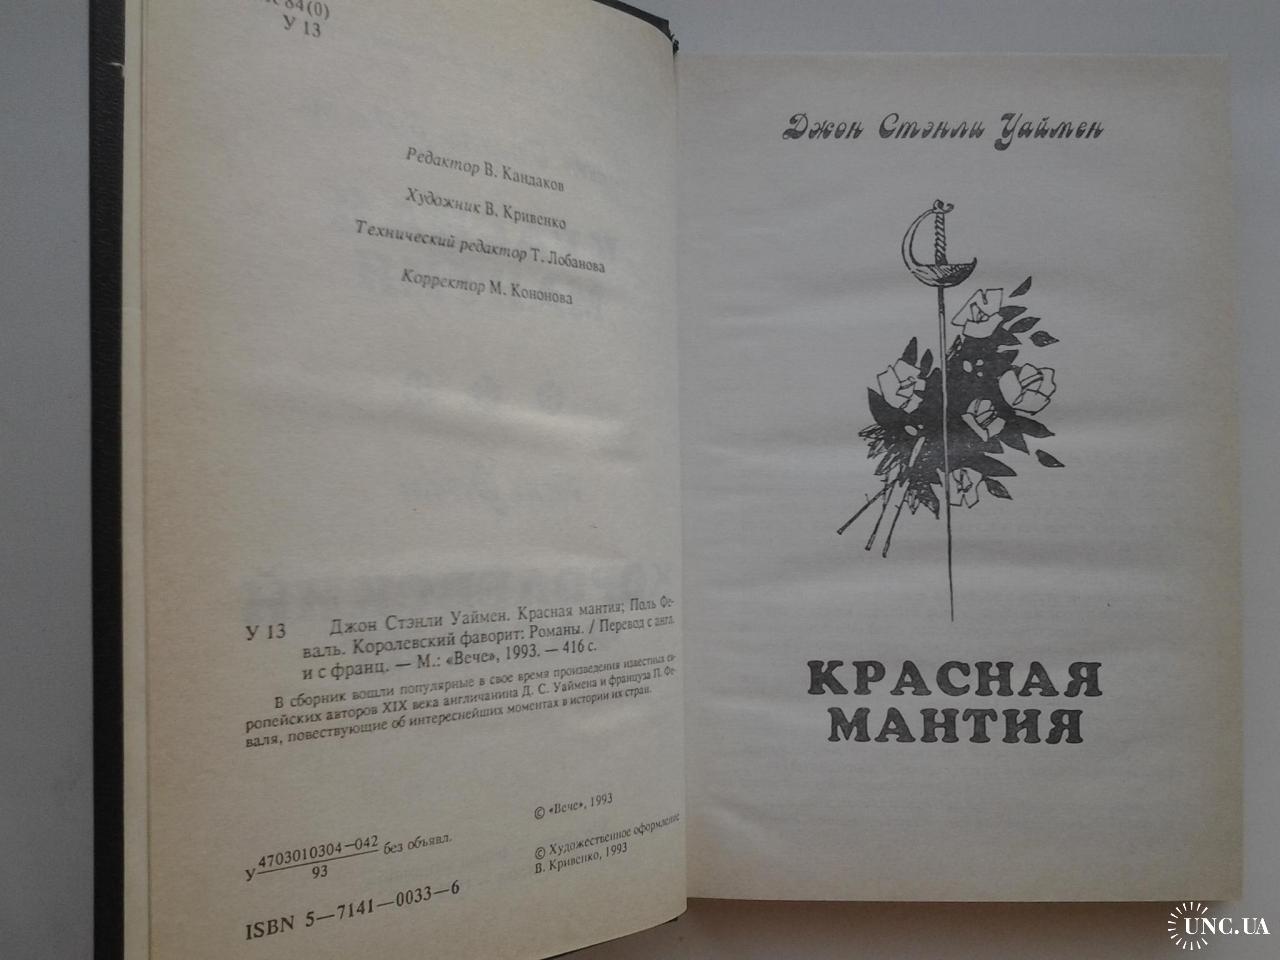 84(0)
У 13
Редактор В. Кандаков
Художник В. Кривенко
Технический редактор Т. Лобанова
Корректор М. Кононова
У 13 Джон Стэнли Уаймен. Красная мантия; Поль Фе-
валь. Королевский фаворит: Романы. / Перевод с англ.
и с франц. — М.: «Вече», 1993. — 416 с.
В сборник вошли популярные в свое время произведения известных ев-
ропейских авторов XIX века англичанина Д. С. Уаймена и француза П. Фе-
валя, повествующие об интереснейших моментах в истории их стран.
У 4703010304—042 без объявл.
93
ISBN 5—7141—0033—6
© «Вече», 1993
© Художественное оформление
В. Кривенко, 1993
Джон Стэнли Уаймен
КРАСНАЯ
МАНТИЯ
UNC.UA